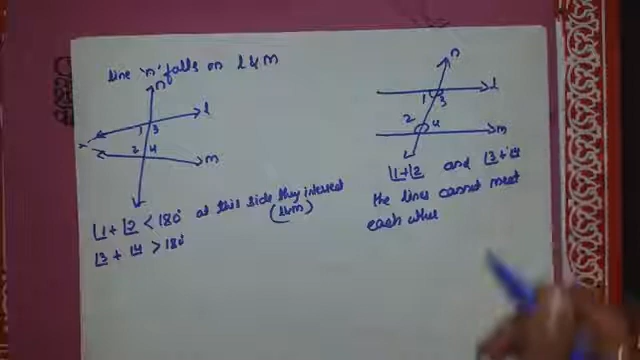 line 'n' falls on l & m
n
l
1 3
2 4
m
∠1 + ∠2 < 180° at this side they intersect
(l & m)
∠3 + ∠4 > 180°
n
l
1 3
2 4
m
∠1 + ∠2 and ∠3 + ∠4
the lines cannot meet
each other